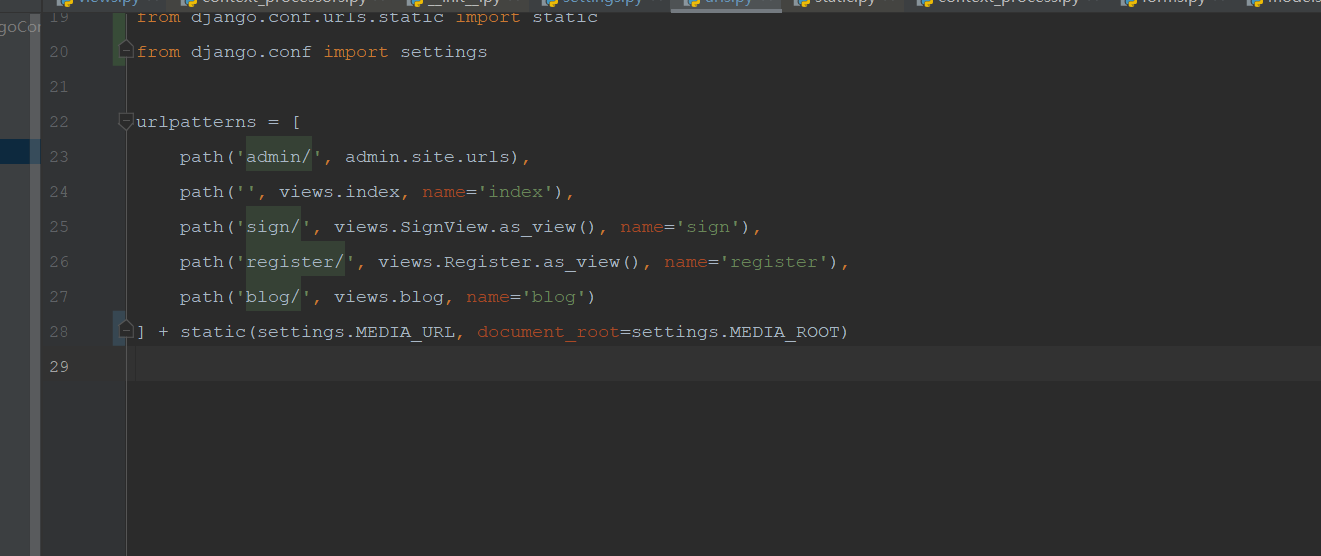 views.py context_processors.py __init__.py settings.py urls.py static.py context_process.py forms.py
goCon
19 from django.conf.urls.static import static
20 from django.conf import settings
21
22 urlpatterns = [
23 path('admin/', admin.site.urls),
24 path('', views.index, name='index'),
25 path('sign/', views.SignView.as_view(), name='sign'),
26 path('register/', views.Register.as_view(), name='register'),
27 path('blog/', views.blog, name='blog')
28 ] + static(settings.MEDIA_URL, document_root=settings.MEDIA_ROOT)
29